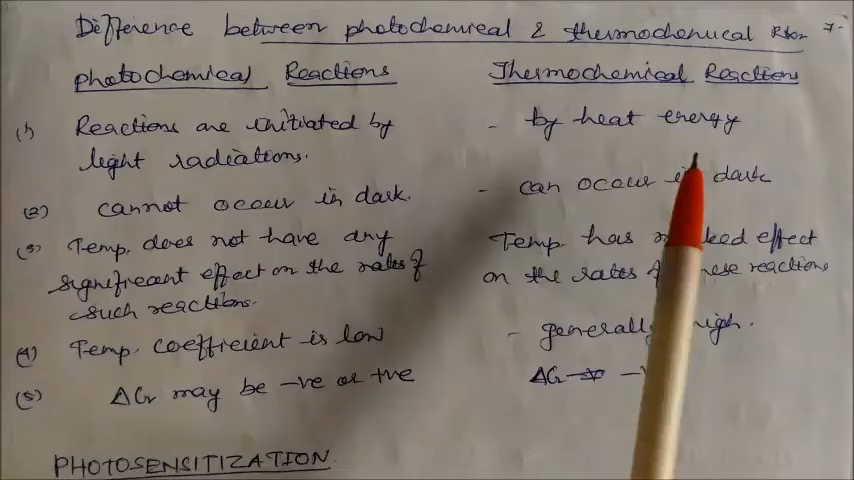 Difference between photochemical & thermochemical Rxn 7-
photochemical Reactions Thermochemical Reactions
(1) Reactions are initiated by - by heat energy
light radiations.
(2) cannot occur in dark. - can occur in dark
(3) Temp. does not have any Temp. has effect
significant effect on the rates of on the rates reactions
such reactions.
(4) Temp. coefficient is low - generally high.
(5) ΔG may be -ve or +ve ΔG
PHOTOSENSITIZATION.